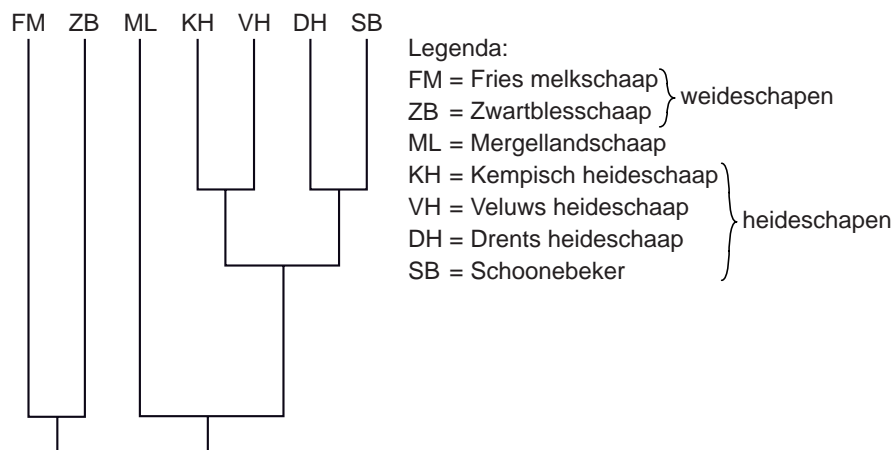 FM ZB ML KH VH DH SB
Legenda:
FM = Fries melkschaap
ZB = Zwartblesschaap
weideschapen
ML = Mergellandschaap
KH = Kempisch heideschaap
VH = Veluws heideschaap
DH = Drents heideschaap
SB = Schoonebeker
heideschapen